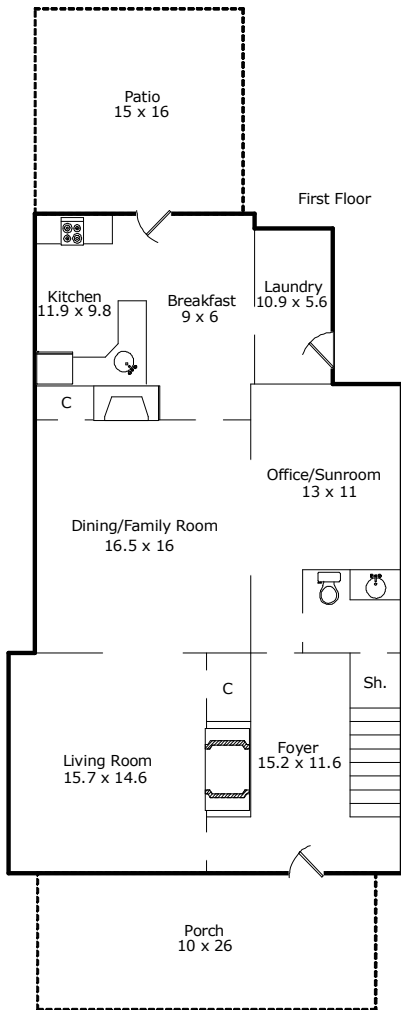 Patio
15 x 16
First Floor
Kitchen
11.9 x 9.8
Breakfast
9 x 6
Laundry
10.9 x 5.6
C
Office/Sunroom
13 x 11
Dining/Family Room
16.5 x 16
C
Sh.
Living Room
15.7 x 14.6
Foyer
15.2 x 11.6
Porch
10 x 26